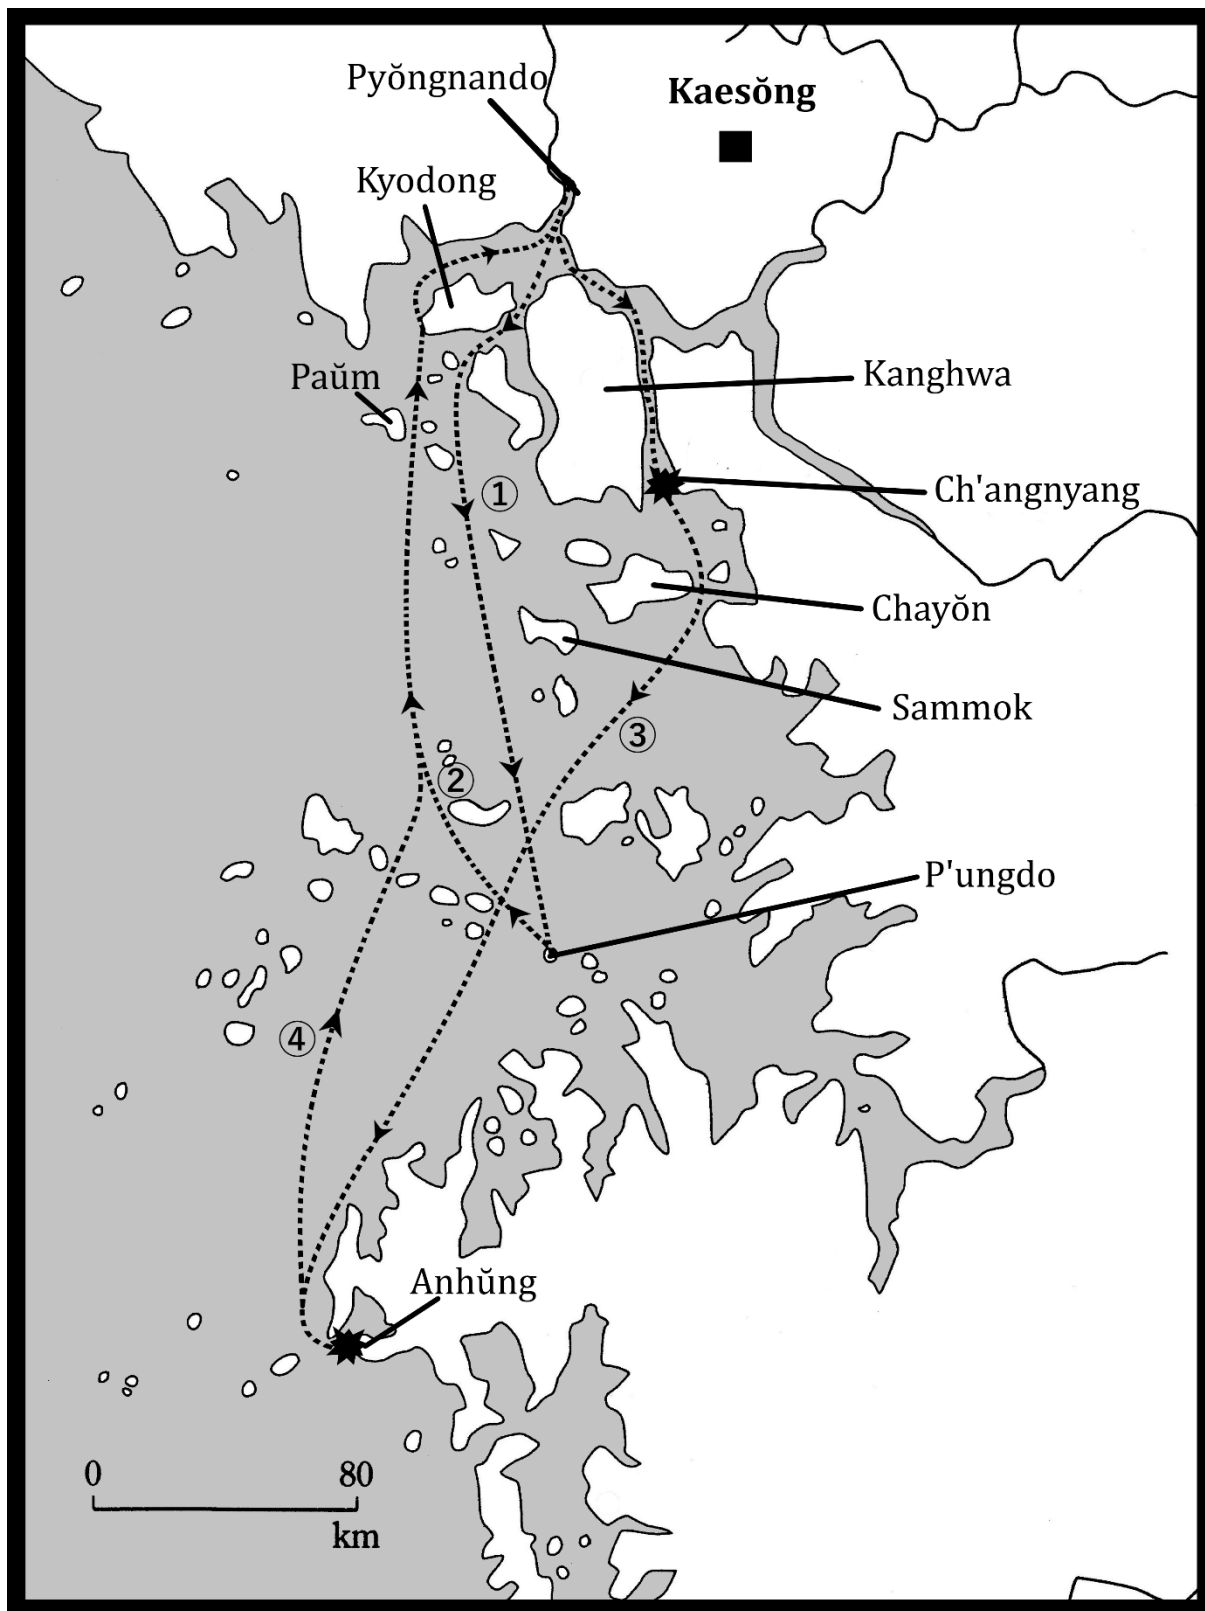 Pyŏngnando
Kaesŏng
Kyodong
Paŭm
Kanghwa
①
Ch'angnyang
Chayŏn
Sammok
③
②
P'ungdo
④
Anhŭng
0 80
km